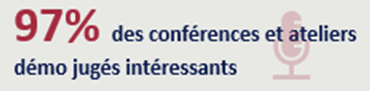 97% des conférences et ateliers
démo jugés intéressants